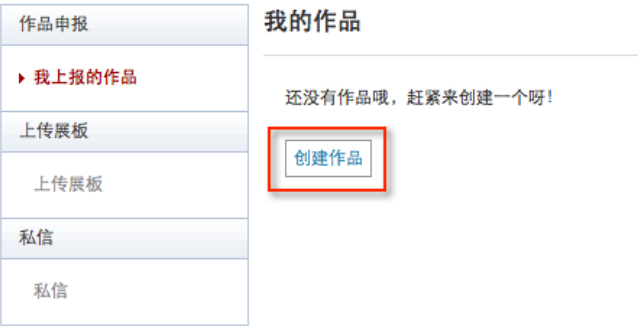 作品申报
我上报的作品
上传展板
上传展板
私信
私信
我的作品
还没有作品哦，赶紧来创建一个呀！
创建作品